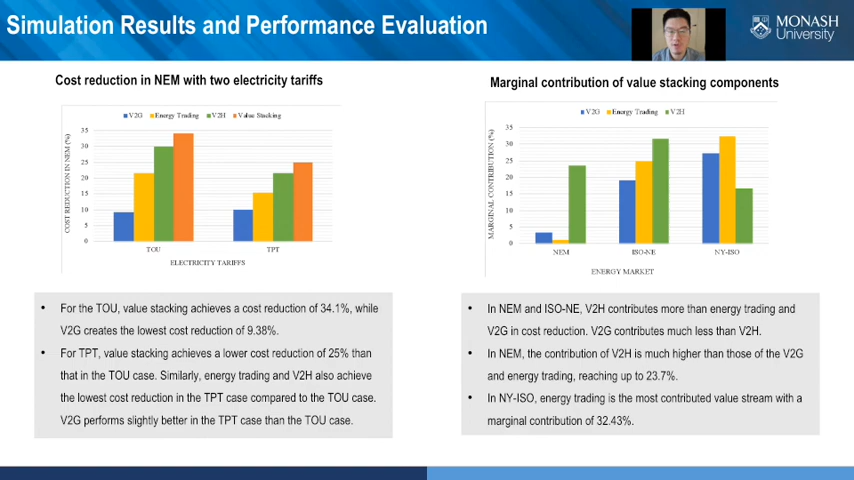 Simulation Results and Performance Evaluation
MONASH
University
Cost reduction in NEM with two electricity tariffs
V2G Energy Trading V2H Value Stacking
COST REDUCTION IN NEM (%)
35
30
25
20
15
10
5
0
TOU TPT
ELECTRICITY TARIFFS
Marginal contribution of value stacking components
V2G Energy Trading V2H
MARGINAL CONTRIBUTION (%)
35
30
25
20
15
10
5
0
NEM ISO-NE NY-ISO
ENERGY MARKET
• For the TOU, value stacking achieves a cost reduction of 34.1%, while
V2G creates the lowest cost reduction of 9.38%.
• For TPT, value stacking achieves a lower cost reduction of 25% than
that in the TOU case. Similarly, energy trading and V2H also achieve
the lowest cost reduction in the TPT case compared to the TOU case.
V2G performs slightly better in the TPT case than the TOU case.
• In NEM and ISO-NE, V2H contributes more than energy trading and
V2G in cost reduction. V2G contributes much less than V2H.
• In NEM, the contribution of V2H is much higher than those of the V2G
and energy trading, reaching up to 23.7%.
• In NY-ISO, energy trading is the most contributed value stream with a
marginal contribution of 32.43%.